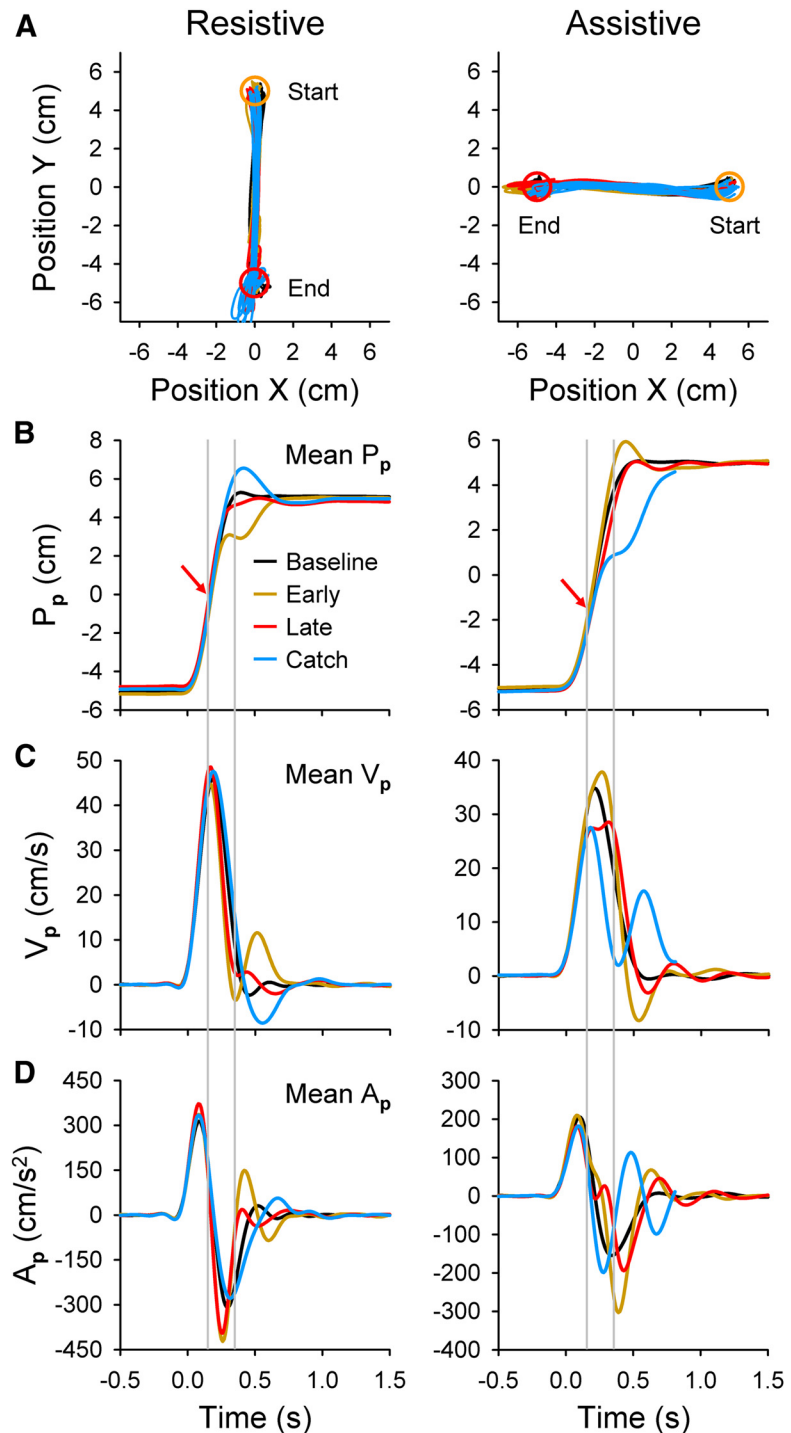 A
Resistive
Assistive
Position Y (cm)
6
4
2
0
-2
-4
-6
Start
End
-6 -4 -2 0 2 4 6
Position X (cm)
End
Start
-6 -4 -2 0 2 4 6
Position X (cm)
B
Pp (cm)
8
6
4
2
0
-2
-4
-6
Mean Pp
Baseline
Early
Late
Catch
6
4
2
0
-2
-4
-6
C
Vp (cm/s)
50
40
30
20
10
0
-10
Mean Vp
40
30
20
10
0
-10
D
Ap (cm/s²)
450
300
150
0
-150
-300
-450
Mean Ap
300
200
100
0
-100
-200
-300
-400
-0.5 0.0 0.5 1.0 1.5
Time (s)
-0.5 0.0 0.5 1.0 1.5
Time (s)